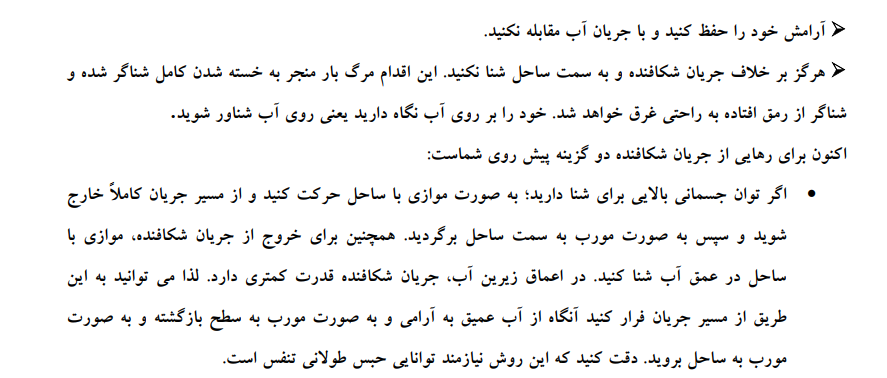 ➢ آرامش خود را حفظ کنید و با جریان آب مقابله نکنید.
➢ هرگز بر خلاف جریان شکافنده و به سمت ساحل شنا نکنید. این اقدام مرگ بار منجر به خسته شدن کامل شناگر شده و
شناگر از رمق افتاده به راحتی غرق خواهد شد. خود را بر روی آب نگاه دارید یعنی روی آب شناور شوید.
اکنون برای رهایی از جریان شکافنده دو گزینه پیش روی شماست:
• اگر توان جسمانی بالایی برای شنا دارید؛ به صورت موازی با ساحل حرکت کنید و از مسیر جریان کاملاً خارج
شوید و سپس به صورت مورب به سمت ساحل برگردید. همچنین برای خروج از جریان شکافنده، موازی با
ساحل در عمق آب شنا کنید. در اعماق زیرین آب، جریان شکافنده قدرت کمتری دارد. لذا می توانید به این
طریق از مسیر جریان فرار کنید آنگاه از آب عمیق به آرامی و به صورت مورب به سطح بازگشته و به صورت
مورب به ساحل بروید. دقت کنید که این روش نیازمند توانایی حبس طولانی تنفس است.